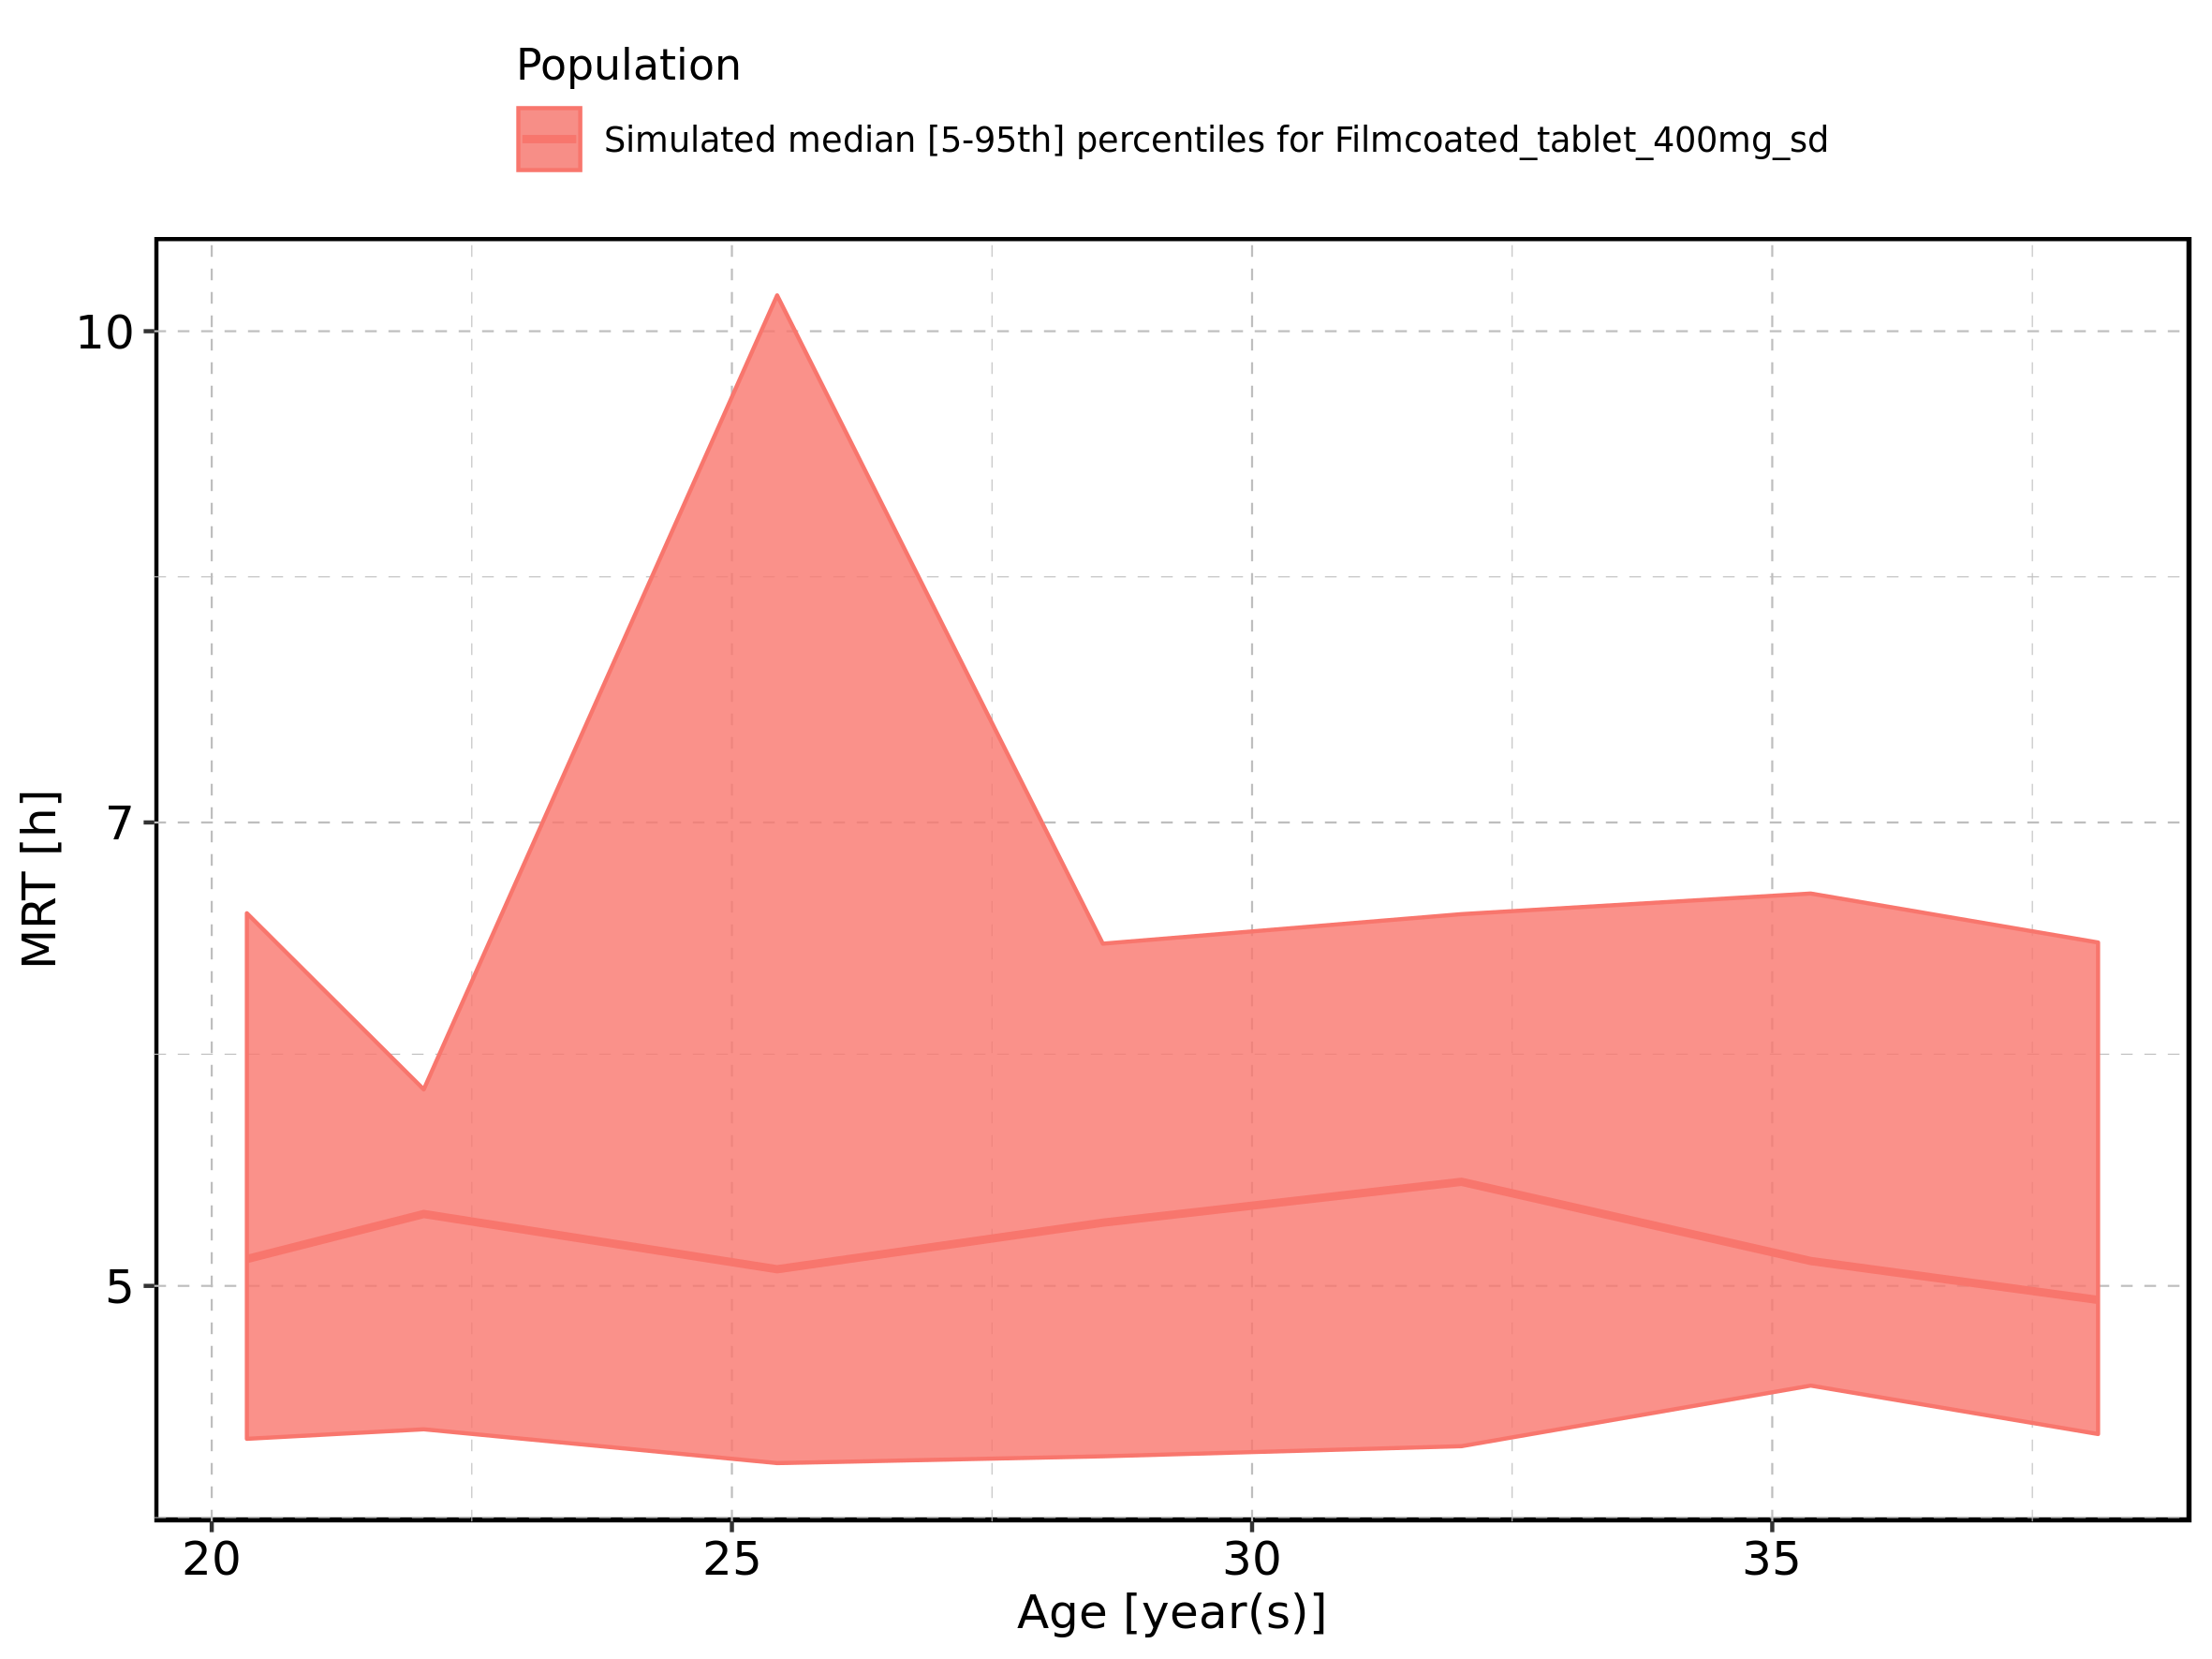 Population
Simulated median [5-95th] percentiles for Filmcoated_tablet_400mg_sd
10
7
5
MRT [h]
20 25 30 35
Age [year(s)]